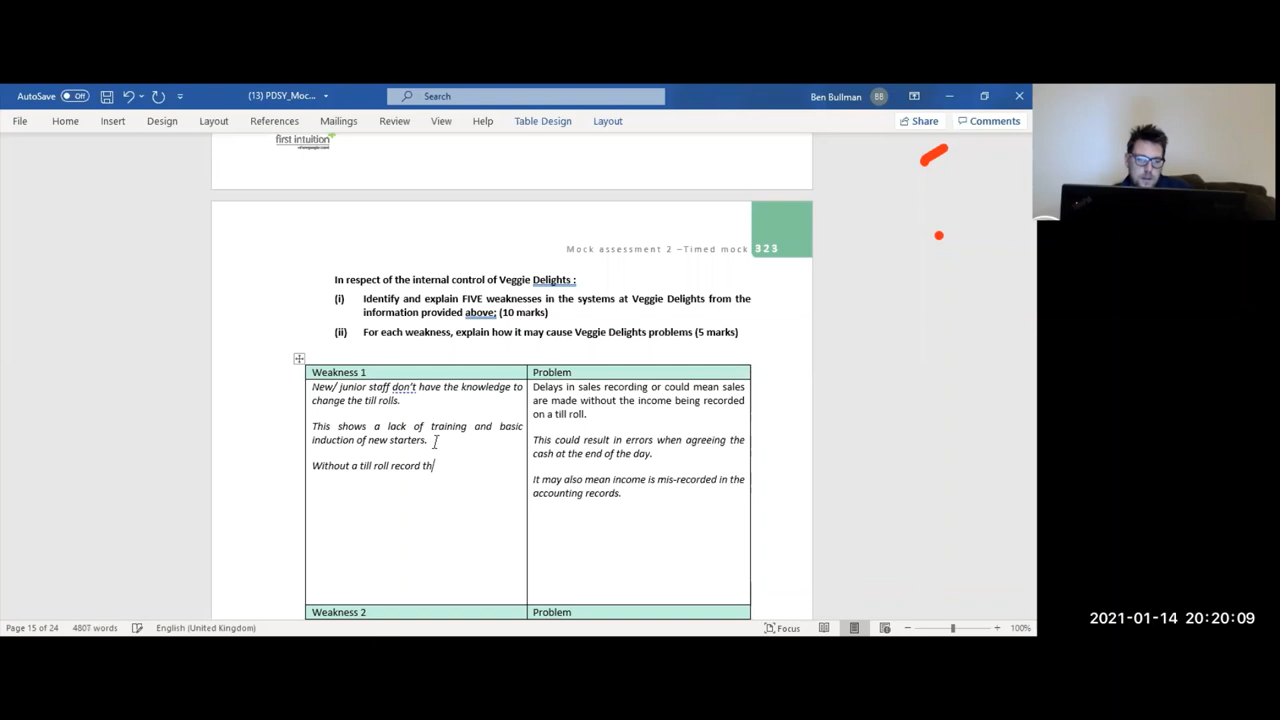 AutoSave Off (13) PDSY_Moc... Search Ben Bullman BB
File Home Insert Design Layout References Mailings Review View Help Table Design Layout Share Comments
first intuition
Mock assessment 2 –Timed mock 323
In respect of the internal control of Veggie Delights :
(i) Identify and explain FIVE weaknesses in the systems at Veggie Delights from the
information provided above; (10 marks)
(ii) For each weakness, explain how it may cause Veggie Delights problems (5 marks)
Weakness 1 Problem
New/ junior staff don't have the knowledge to
change the till rolls.
This shows a lack of training and basic
induction of new starters.
Without a till roll record th
Delays in sales recording or could mean sales
are made without the income being recorded
on a till roll.
This could result in errors when agreeing the
cash at the end of the day.
It may also mean income is mis-recorded in the
accounting records.
Weakness 2 Problem
Page 15 of 24 4807 words English (United Kingdom) Focus 100%
2021-01-14 20:20:09